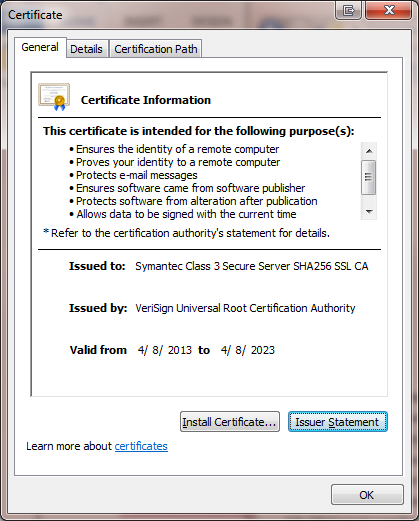 Certificate
General Details Certification Path
Certificate Information
This certificate is intended for the following purpose(s):
• Ensures the identity of a remote computer
• Proves your identity to a remote computer
• Protects e-mail messages
• Ensures software came from software publisher
• Protects software from alteration after publication
• Allows data to be signed with the current time
* Refer to the certification authority's statement for details.
Issued to: Symantec Class 3 Secure Server SHA256 SSL CA
Issued by: VeriSign Universal Root Certification Authority
Valid from 4/ 8/ 2013 to 4/ 8/ 2023
Install Certificate... Issuer Statement
Learn more about certificates
OK